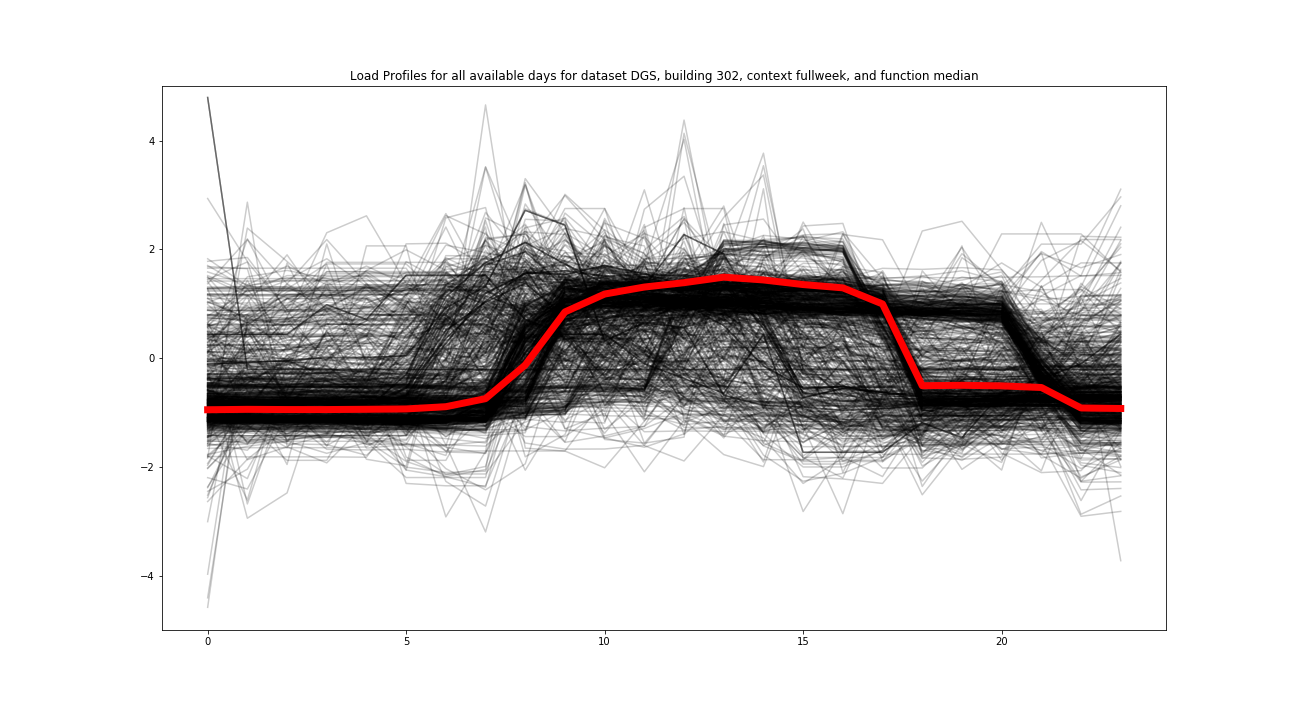 Load Profiles for all available days for dataset DGS, building 302, context fullweek, and function median
4
2
0
−2
−4
0 5 10 15 20